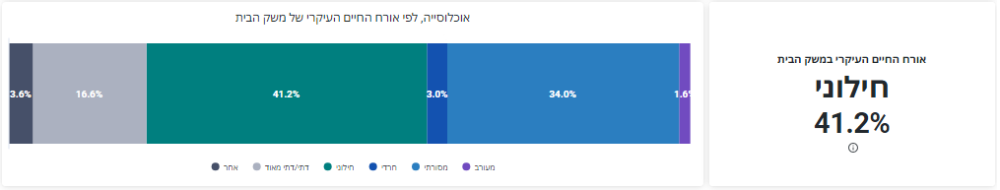 אוכלוסייה, לפי אורח החיים העיקרי של משק הבית
3.6% 16.6% 41.2% 3.0% 34.0% 1.6%
מעורב מסורתי חרדי חילוני דתי/דתי מאוד אחר
אורח החיים העיקרי במשק הבית
חילוני
41.2%